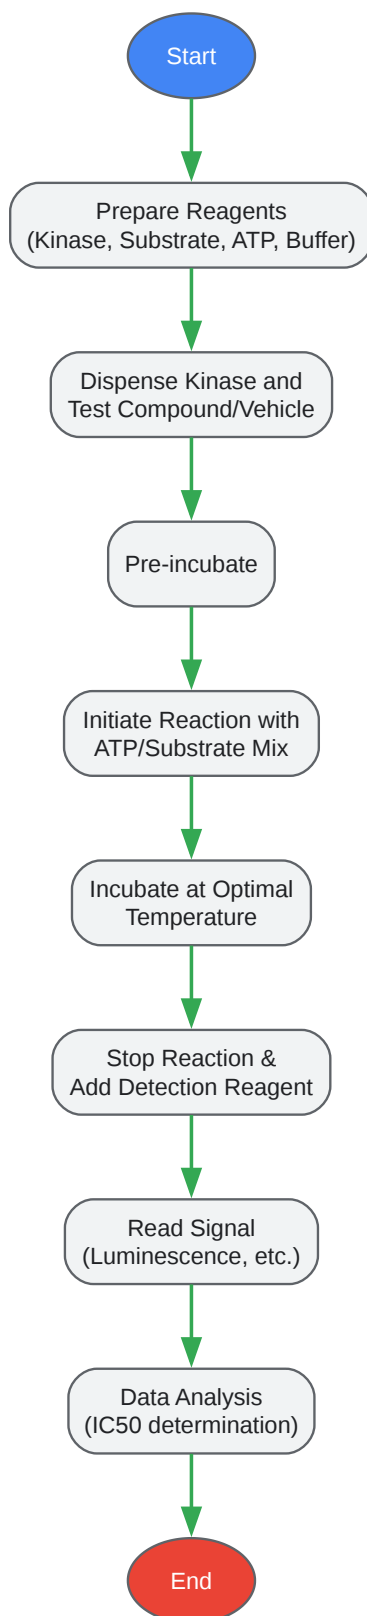 Start
Prepare Reagents
(Kinase, Substrate, ATP, Buffer)
Dispense Kinase and
Test Compound/Vehicle
Pre-incubate
Initiate Reaction with
ATP/Substrate Mix
Incubate at Optimal
Temperature
Stop Reaction &
Add Detection Reagent
Read Signal
(Luminescence, etc.)
Data Analysis
(IC50 determination)
End